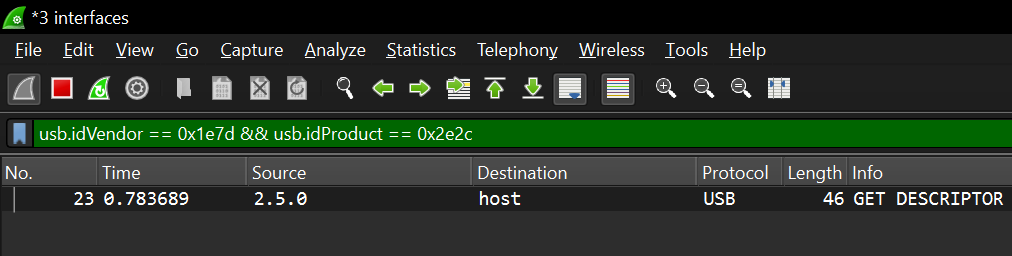 *3 interfaces
File Edit View Go Capture Analyze Statistics Telephony Wireless Tools Help
usb.idVendor == 0x1e7d && usb.idProduct == 0x2e2c
No. Time Source Destination Protocol Length Info
23 0.783689 2.5.0 host USB 46 GET DESCRIPTOR